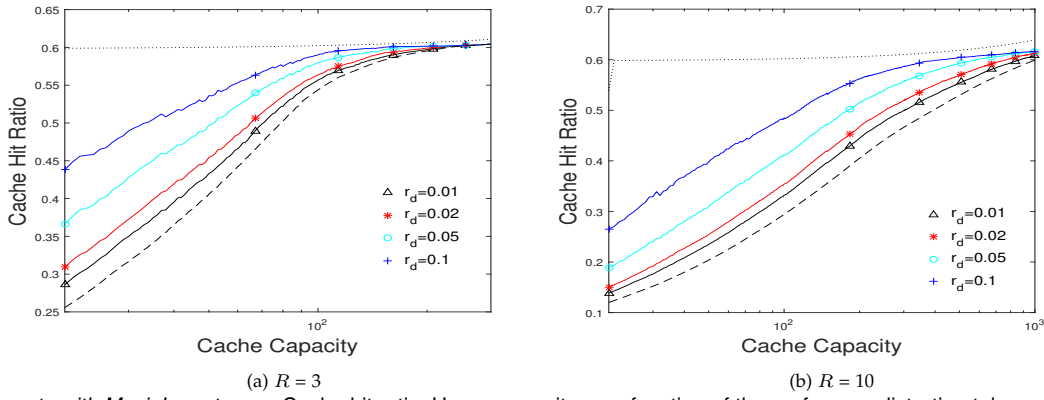 0.65
0.6
0.55
0.5
0.45
0.4
0.35
0.3
0.25
Cache Hit Ratio
10^2
Cache Capacity
r_d=0.01
r_d=0.02
r_d=0.05
r_d=0.1
(a) R = 3
0.7
0.6
0.5
0.4
0.3
0.2
0.1
Cache Hit Ratio
10^2
10^3
Cache Capacity
r_d=0.01
r_d=0.02
r_d=0.05
r_d=0.1
(b) R = 10